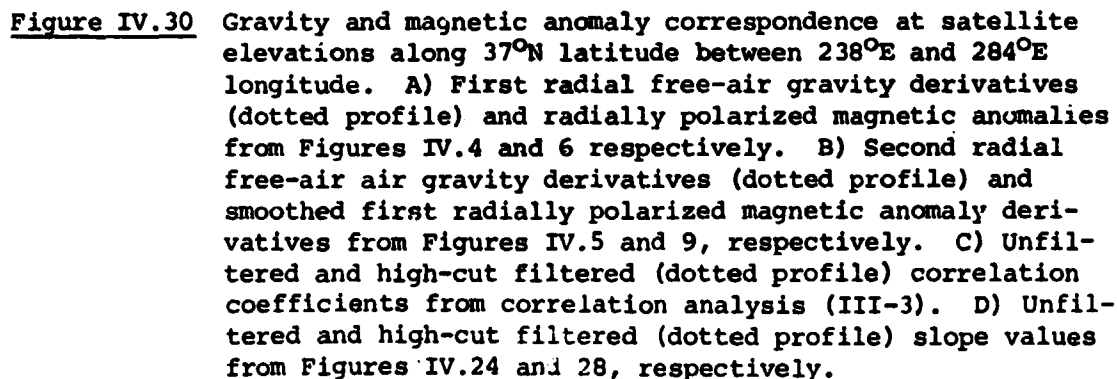 Figure IV.30 Gravity and magnetic anomaly correspondence at satellite
elevations along 37°N latitude between 238°E and 284°E
longitude. A) First radial free-air gravity derivatives
(dotted profile) and radially polarized magnetic anomalies
from Figures IV.4 and 6 respectively. B) Second radial
free-air air gravity derivatives (dotted profile) and
smoothed first radially polarized magnetic anomaly deri-
vatives from Figures IV.5 and 9, respectively. C) Unfil-
tered and high-cut filtered (dotted profile) correlation
coefficients from correlation analysis (III-3). D) Unfil-
tered and high-cut filtered (dotted profile) slope values
from Figures IV.24 and 28, respectively.